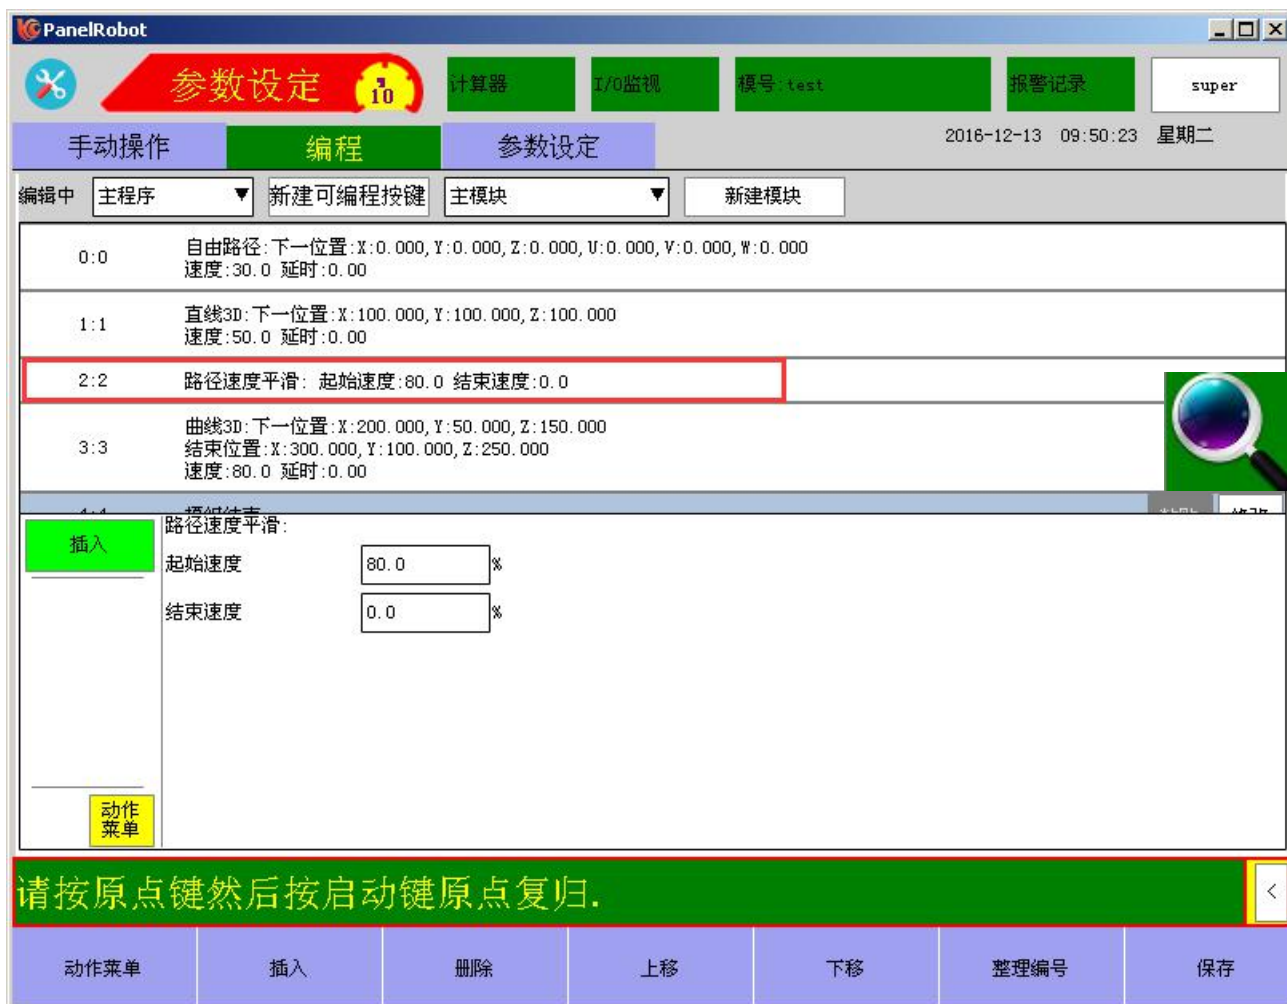 PanelRobot
参数设定 10 计算器 I/O监视 模号:test 报警记录 super
手动操作 编程 参数设定 2016-12-13 09:50:23 星期二
编辑中 主程序 ▼ 新建可编程按键 主模块 ▼ 新建模块
0:0 自由路径:下一位置:X:0.000,Y:0.000,Z:0.000,U:0.000,V:0.000,W:0.000
速度:30.0 延时:0.00
1:1 直线3D:下一位置:X:100.000,Y:100.000,Z:100.000
速度:50.0 延时:0.00
2:2 路径速度平滑: 起始速度:80.0 结束速度:0.0
3:3 曲线3D:下一位置:X:200.000,Y:50.000,Z:150.000
结束位置:X:300.000,Y:100.000,Z:250.000
速度:80.0 延时:0.00
插入 路径速度平滑:
起始速度 80.0 %
结束速度 0.0 %
动作
菜单
请按原点键然后按启动键原点复归. <
动作菜单 插入 删除 上移 下移 整理编号 保存